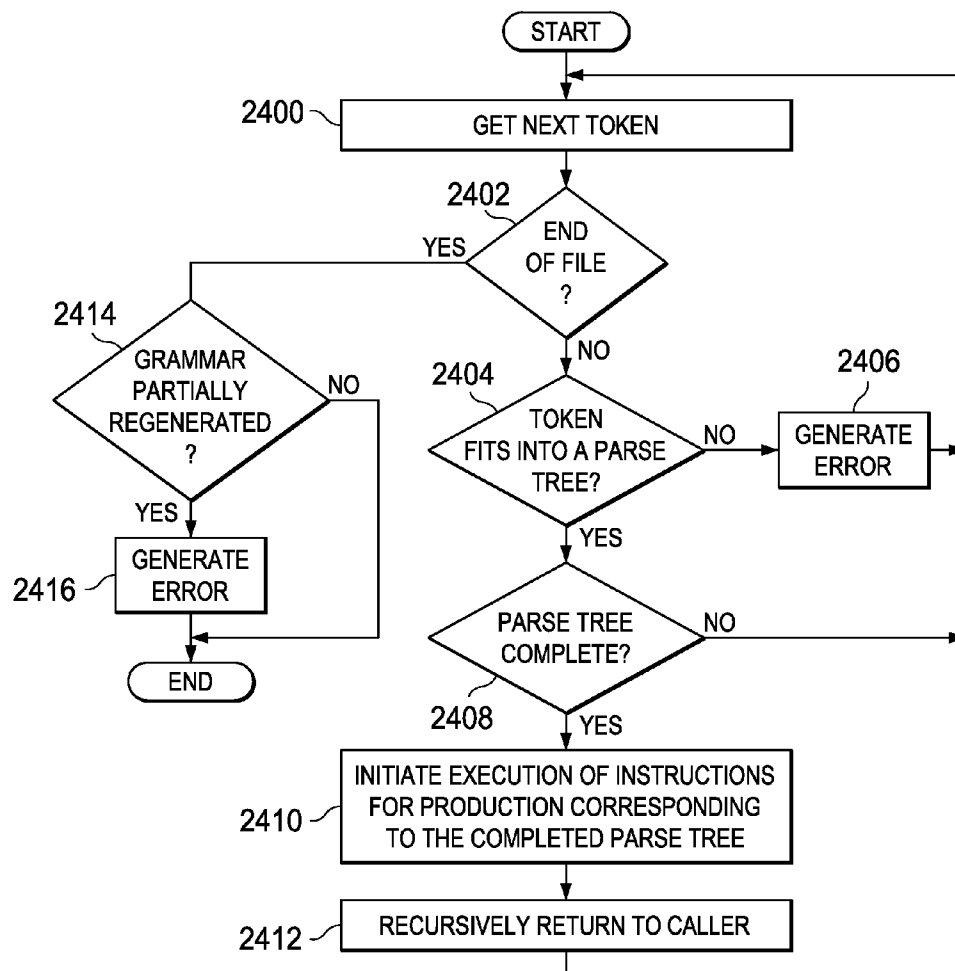 START
2400
GET NEXT TOKEN
2402
END
OF FILE
?
YES
NO
2414
GRAMMAR
PARTIALLY
REGENERATED
?
NO
YES
2416
GENERATE
ERROR
END
2404
TOKEN
FITS INTO A PARSE
TREE?
NO
YES
2406
GENERATE
ERROR
PARSE TREE
COMPLETE?
NO
2408
YES
2410
INITIATE EXECUTION OF INSTRUCTIONS
FOR PRODUCTION CORRESPONDING
TO THE COMPLETED PARSE TREE
2412
RECURSIVELY RETURN TO CALLER